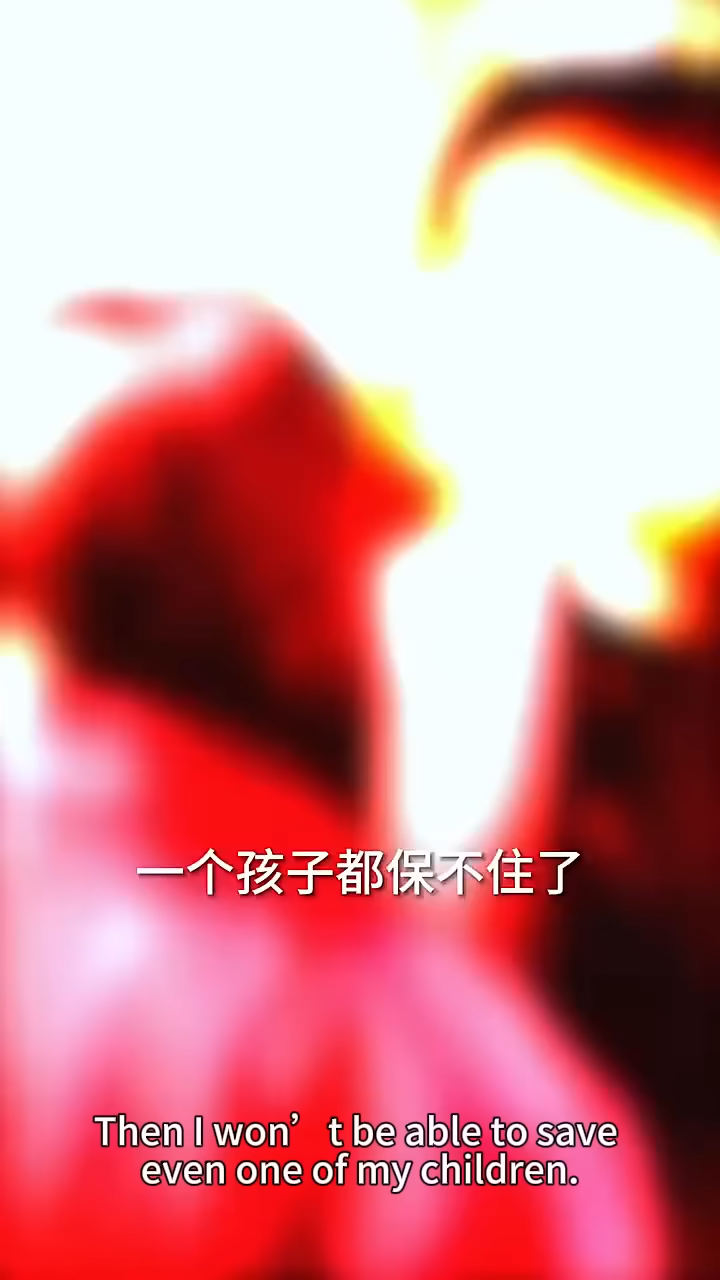 一个孩子都保不住了
Then I won't be able to save
even one of my children.